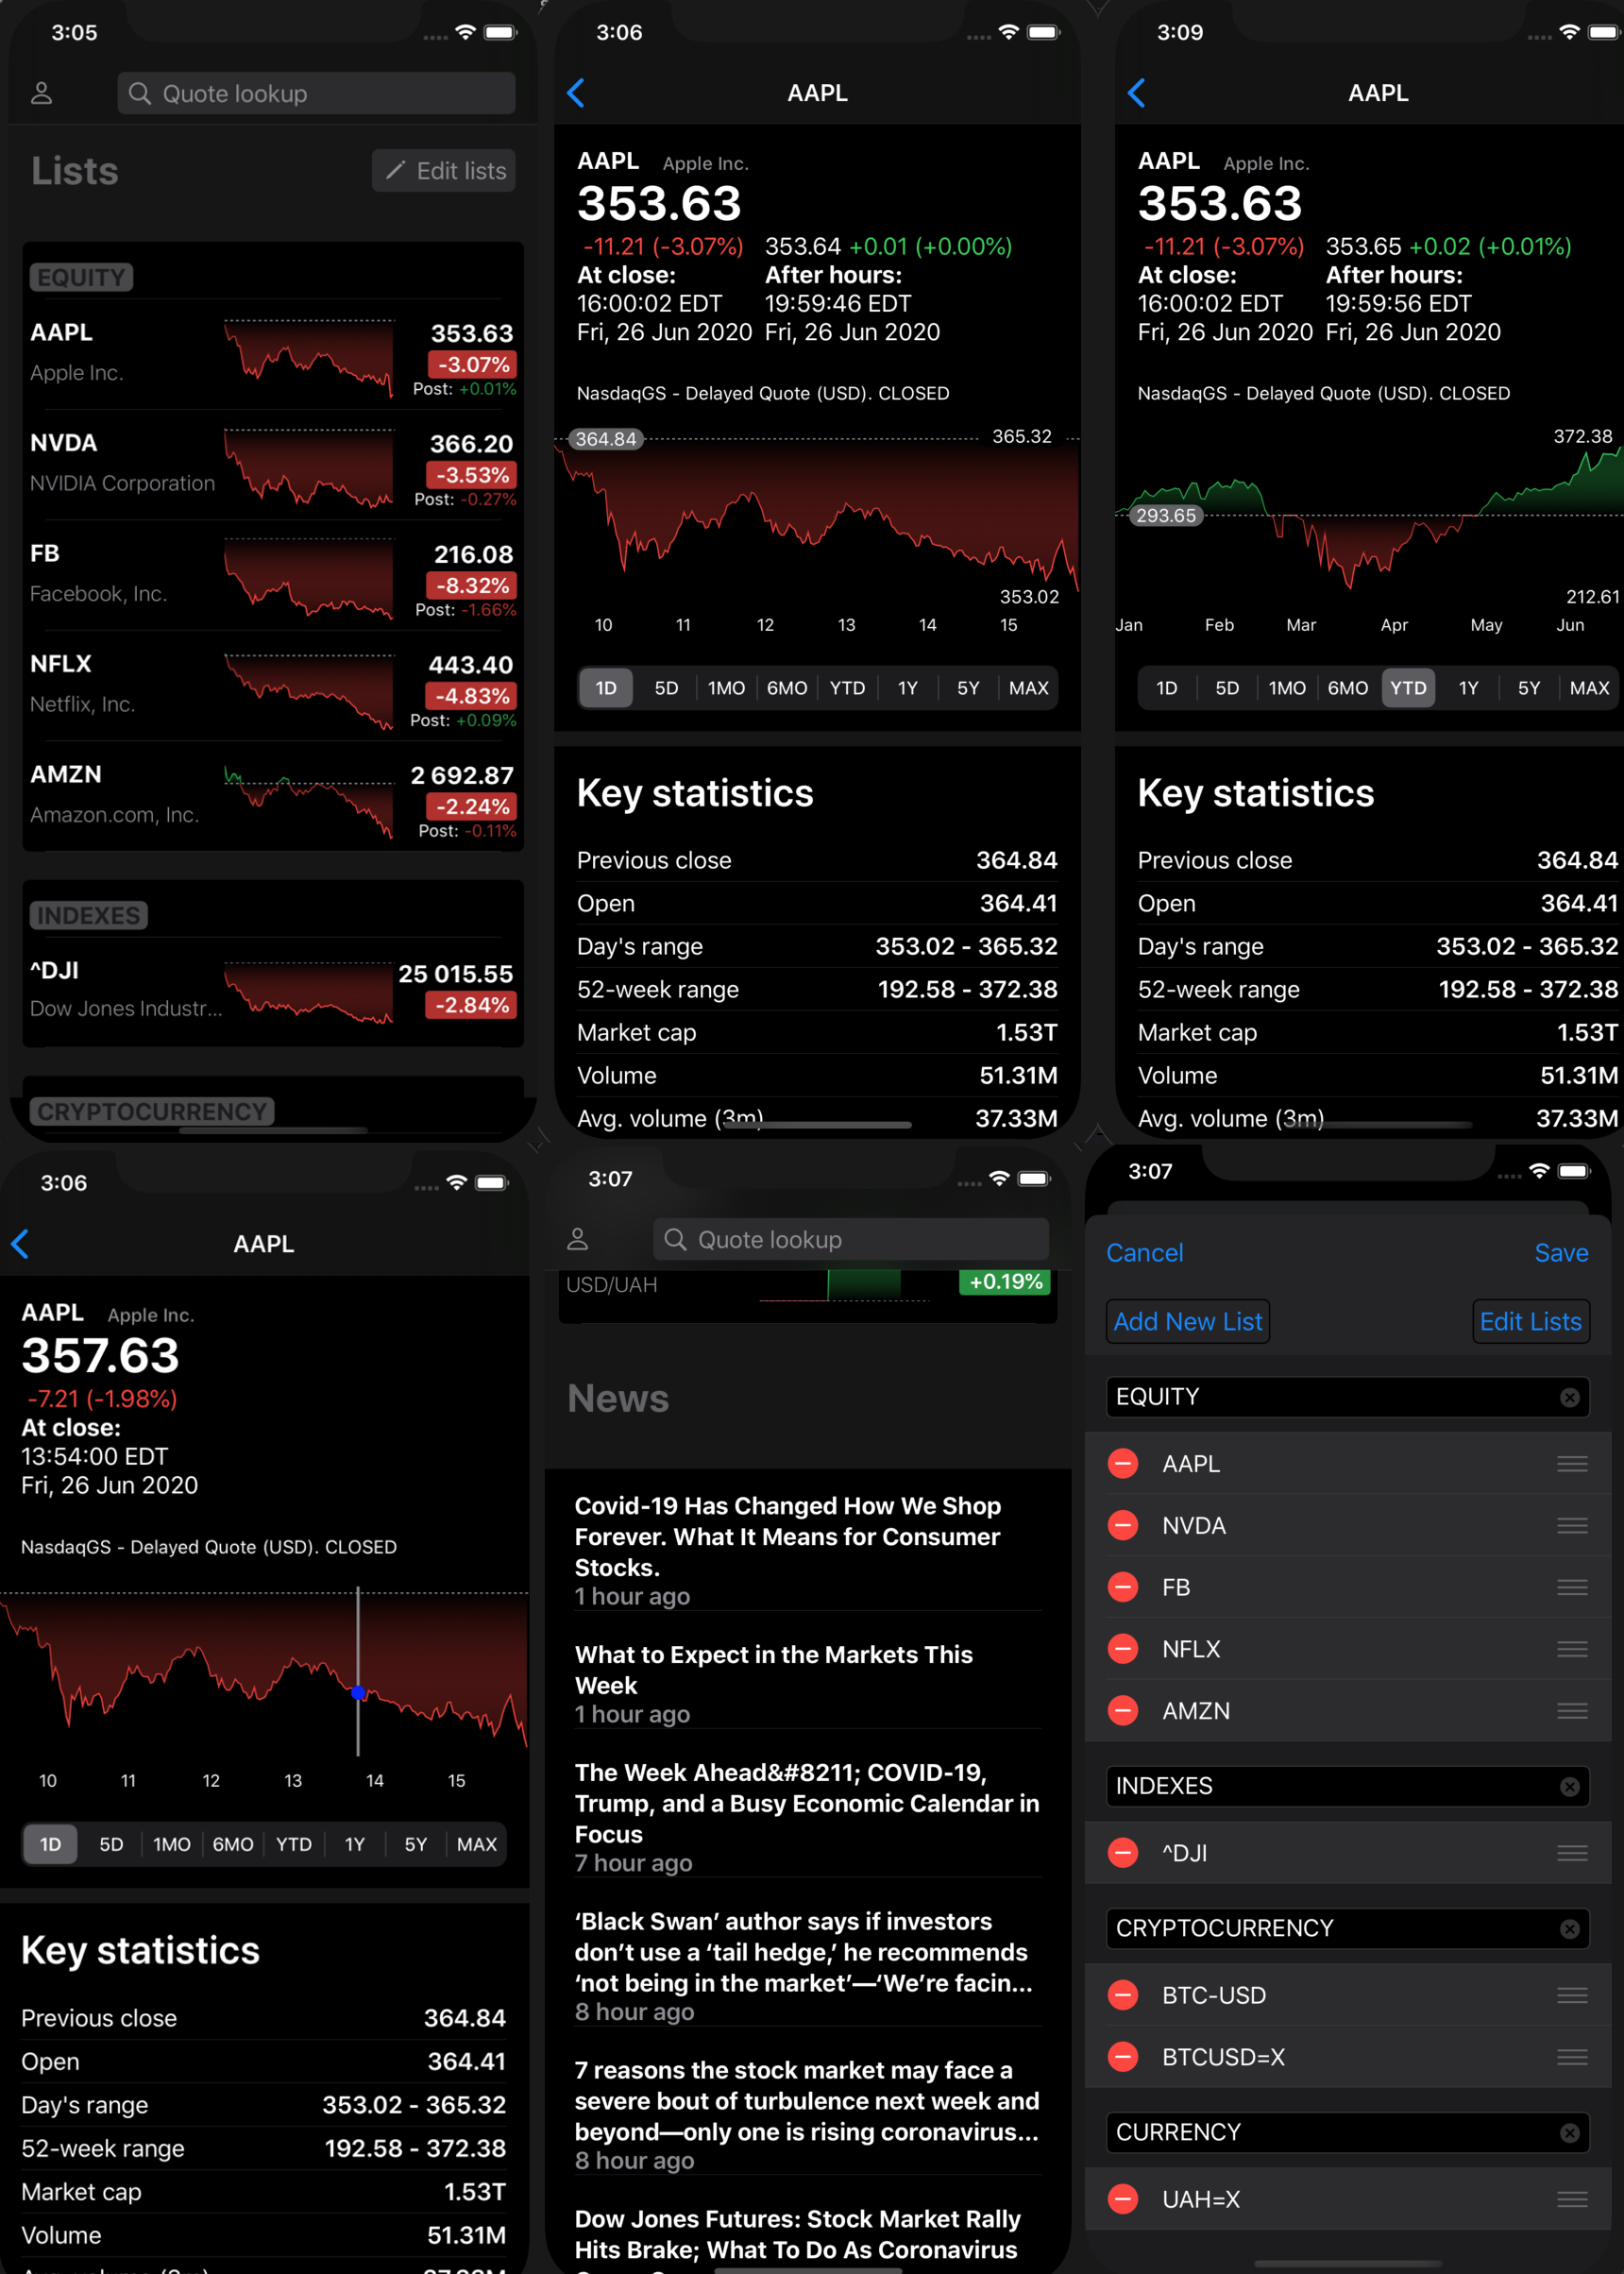 3:05
Quote lookup
Lists
Edit lists
EQUITY
AAPL 353.63
-3.07%
Apple Inc.
Post: +0.01%
NVDA 366.20
-3.53%
NVIDIA Corporation
Post: -0.27%
FB 216.08
-8.32%
Facebook, Inc.
Post: -1.66%
NFLX 443.40
-4.83%
Netflix, Inc.
Post: +0.09%
AMZN 2 692.87
-2.24%
Amazon.com, Inc.
Post: -0.11%
INDEXES
^DJI 25 015.55
Dow Jones Industr... -2.84%
CRYPTOCURRENCY
3:06
AAPL
AAPL Apple Inc.
353.63
-11.21 (-3.07%) 353.64 +0.01 (+0.00%)
At close: After hours:
16:00:02 EDT 19:59:46 EDT
Fri, 26 Jun 2020 Fri, 26 Jun 2020
NasdaqGS - Delayed Quote (USD). CLOSED
364.84 365.32
353.02
10 11 12 13 14 15
1D 5D 1MO 6MO YTD 1Y 5Y MAX
Key statistics
Previous close 364.84
Open 364.41
Day's range 353.02 - 365.32
52-week range 192.58 - 372.38
Market cap 1.53T
Volume 51.31M
Avg. volume (3m) 37.33M
3:09
AAPL
AAPL Apple Inc.
353.63
-11.21 (-3.07%) 353.65 +0.02 (+0.01%)
At close: After hours:
16:00:02 EDT 19:59:56 EDT
Fri, 26 Jun 2020 Fri, 26 Jun 2020
NasdaqGS - Delayed Quote (USD). CLOSED
372.38
293.65
212.61
Jan Feb Mar Apr May Jun
1D 5D 1MO 6MO YTD 1Y 5Y MAX
Key statistics
Previous close 364.84
Open 364.41
Day's range 353.02 - 365.32
52-week range 192.58 - 372.38
Market cap 1.53T
Volume 51.31M
Avg. volume (3m) 37.33M
3:06
AAPL
AAPL Apple Inc.
357.63
-7.21 (-1.98%)
At close:
13:54:00 EDT
Fri, 26 Jun 2020
NasdaqGS - Delayed Quote (USD). CLOSED
10 11 12 13 14 15
1D 5D 1MO 6MO YTD 1Y 5Y MAX
Key statistics
Previous close 364.84
Open 364.41
Day's range 353.02 - 365.32
52-week range 192.58 - 372.38
Market cap 1.53T
Volume 51.31M
3:07
Quote lookup
USD/UAH +0.19%
News
Covid-19 Has Changed How We Shop
Forever. What It Means for Consumer
Stocks.
1 hour ago
What to Expect in the Markets This
Week
1 hour ago
The Week Ahead&#8211; COVID-19,
Trump, and a Busy Economic Calendar in
Focus
7 hour ago
‘Black Swan’ author says if investors
don’t use a ‘tail hedge,’ he recommends
‘not being in the market’—‘We’re facin...
8 hour ago
7 reasons the stock market may face a
severe bout of turbulence next week and
beyond—only one is rising coronavirus...
8 hour ago
Dow Jones Futures: Stock Market Rally
Hits Brake; What To Do As Coronavirus
3:07
Cancel Save
Add New List Edit Lists
EQUITY
AAPL
NVDA
FB
NFLX
AMZN
INDEXES
^DJI
CRYPTOCURRENCY
BTC-USD
BTCUSD=X
CURRENCY
UAH=X